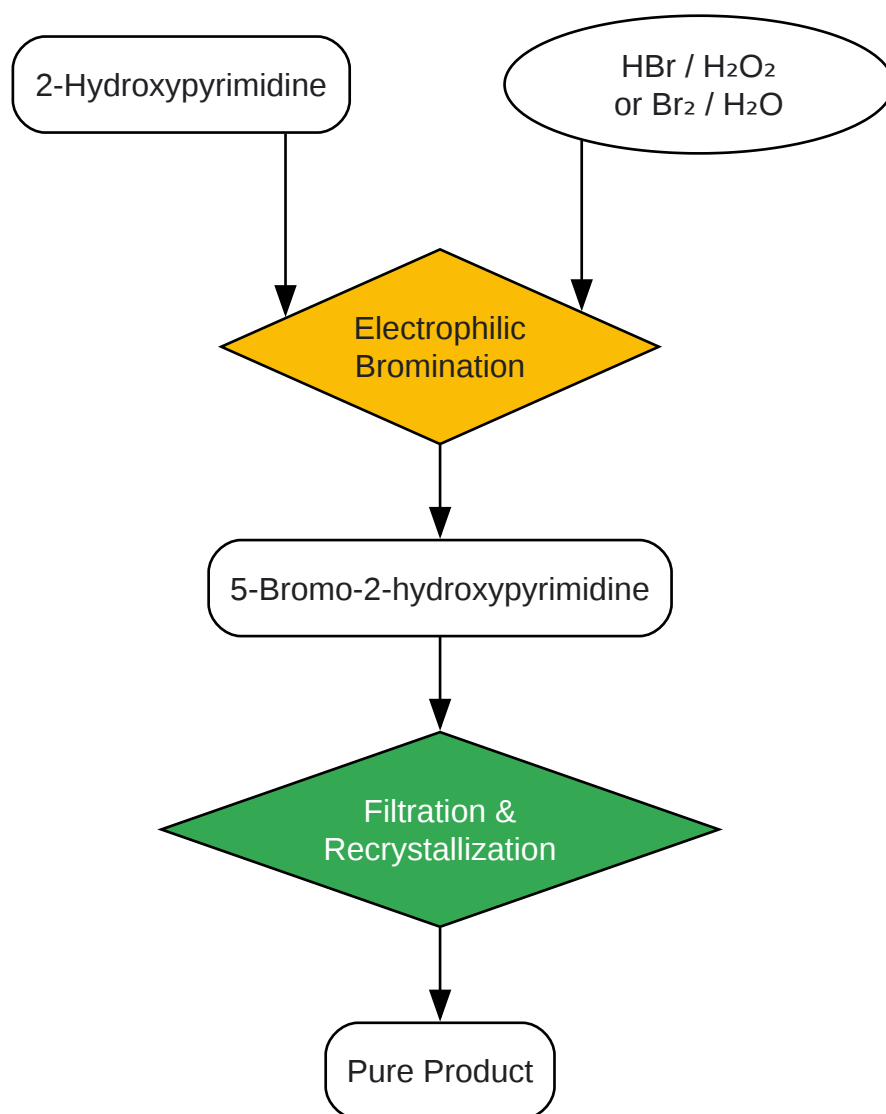 2-Hydroxypyrimidine
HBr / H₂O₂
or Br₂ / H₂O
Electrophilic
Bromination
5-Bromo-2-hydroxypyrimidine
Filtration &
Recrystallization
Pure Product